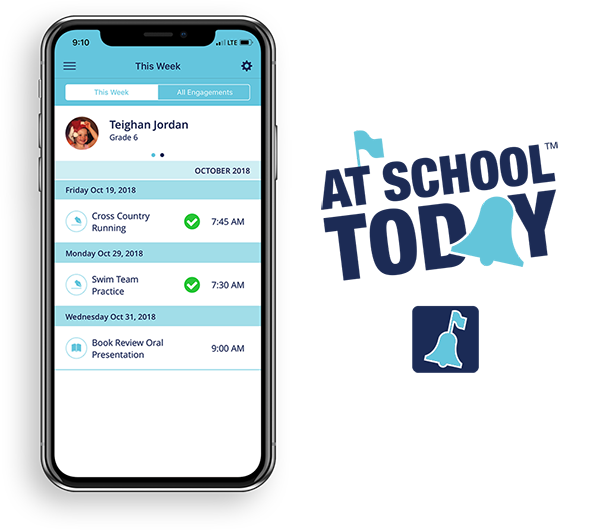 9:10
LTE
This Week
This Week
All Engagements
Teighan Jordan
Grade 6
OCTOBER 2018
Friday Oct 19, 2018
Cross Country
Running
7:45 AM
Monday Oct 29, 2018
Swim Team
Practice
7:30 AM
Wednesday Oct 31, 2018
Book Review Oral
Presentation
9:00 AM
AT SCHOOL™
TODAY